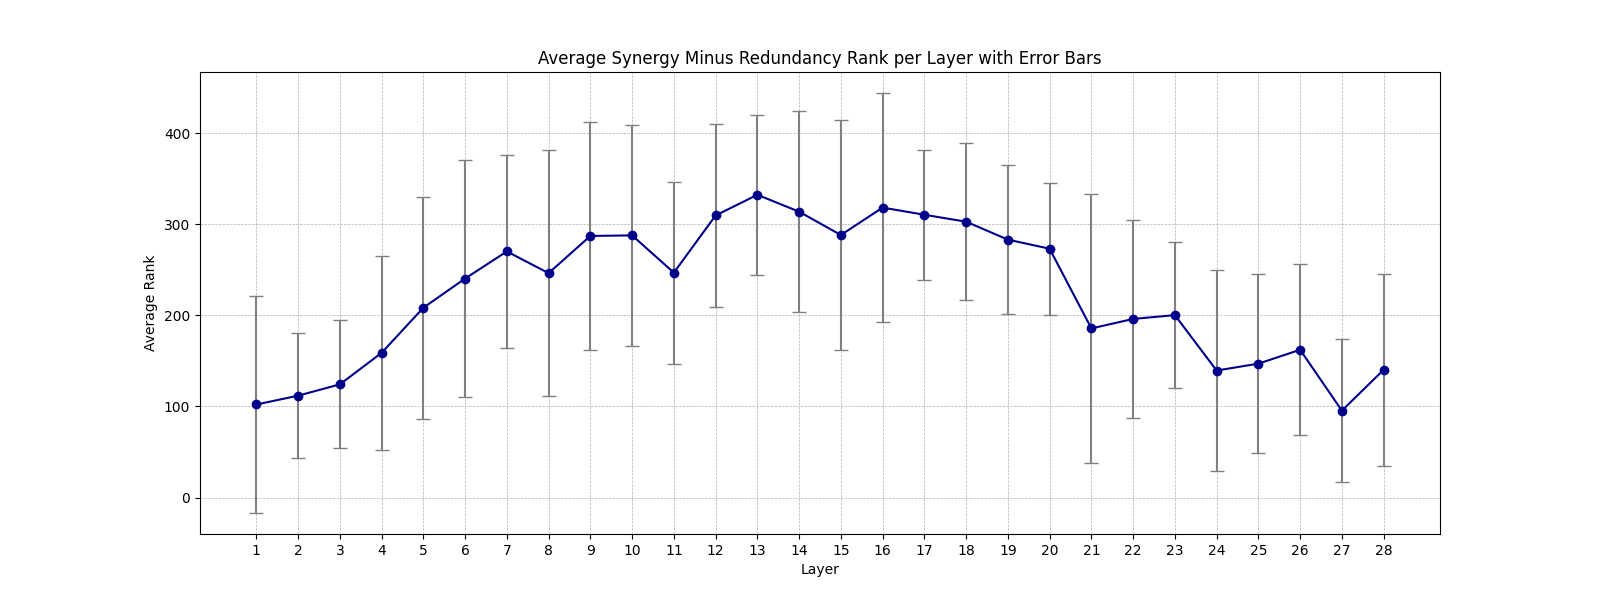 Average Synergy Minus Redundancy Rank per Layer with Error Bars
Average Rank
400
300
200
100
0
1 2 3 4 5 6 7 8 9 10 11 12 13 14 15 16 17 18 19 20 21 22 23 24 25 26 27 28
Layer